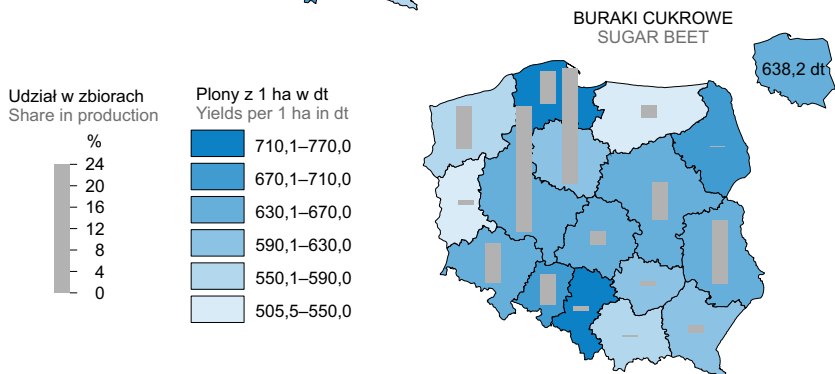 BURAKI CUKROWE
SUGAR BEET
638,2 dt
Udział w zbiorach
Share in production
%
24
20
16
12
8
4
0
Plony z 1 ha w dt
Yields per 1 ha in dt
710,1–770,0
670,1–710,0
630,1–670,0
590,1–630,0
550,1–590,0
505,5–550,0